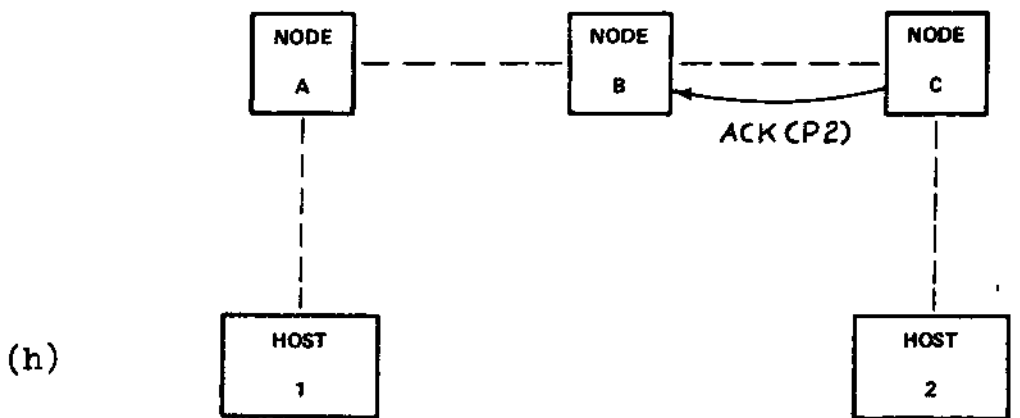 NODE
A
NODE
B
NODE
C
ACK (P2)
(h)
HOST
1
HOST
2